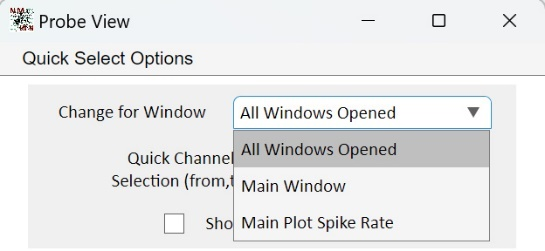 Probe View
Quick Select Options
Change for Window
All Windows Opened
All Windows Opened
Quick Channel
Main Window
Selection (from,t
Sho
Main Plot Spike Rate